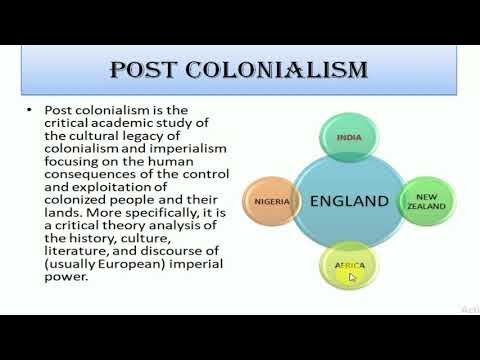 POST COLONIALISM
• Post colonialism is the
critical academic study of
the cultural legacy of
colonialism and imperialism
focusing on the human
consequences of the control
and exploitation of
colonized people and their
lands. More specifically, it is
a critical theory analysis of
the history, culture,
literature, and discourse of
(usually European) imperial
power.
INDIA
NIGERIA
ENGLAND
NEW
ZEALAND
AFRICA